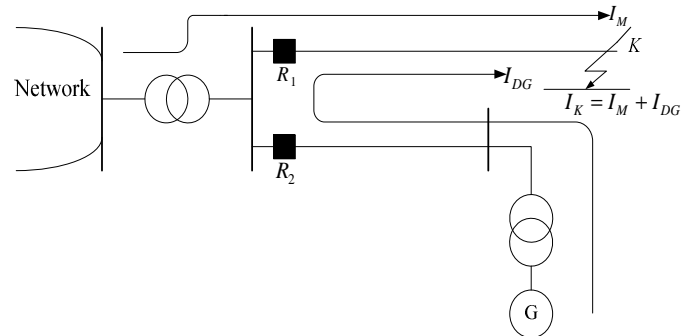 I_M
K
R_1
Network
I_DG
I_K = I_M + I_DG
R_2
G